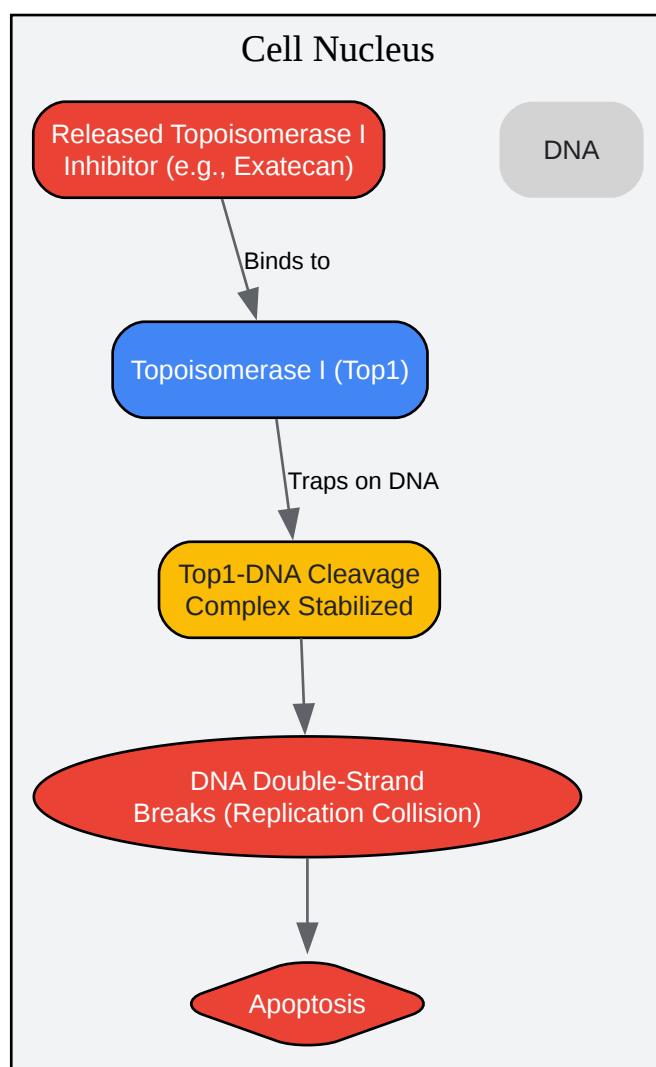 Cell Nucleus
Released Topoisomerase I
Inhibitor (e.g., Exatecan)
DNA
Binds to
Topoisomerase I (Top1)
Traps on DNA
Top1-DNA Cleavage
Complex Stabilized
DNA Double-Strand
Breaks (Replication Collision)
Apoptosis